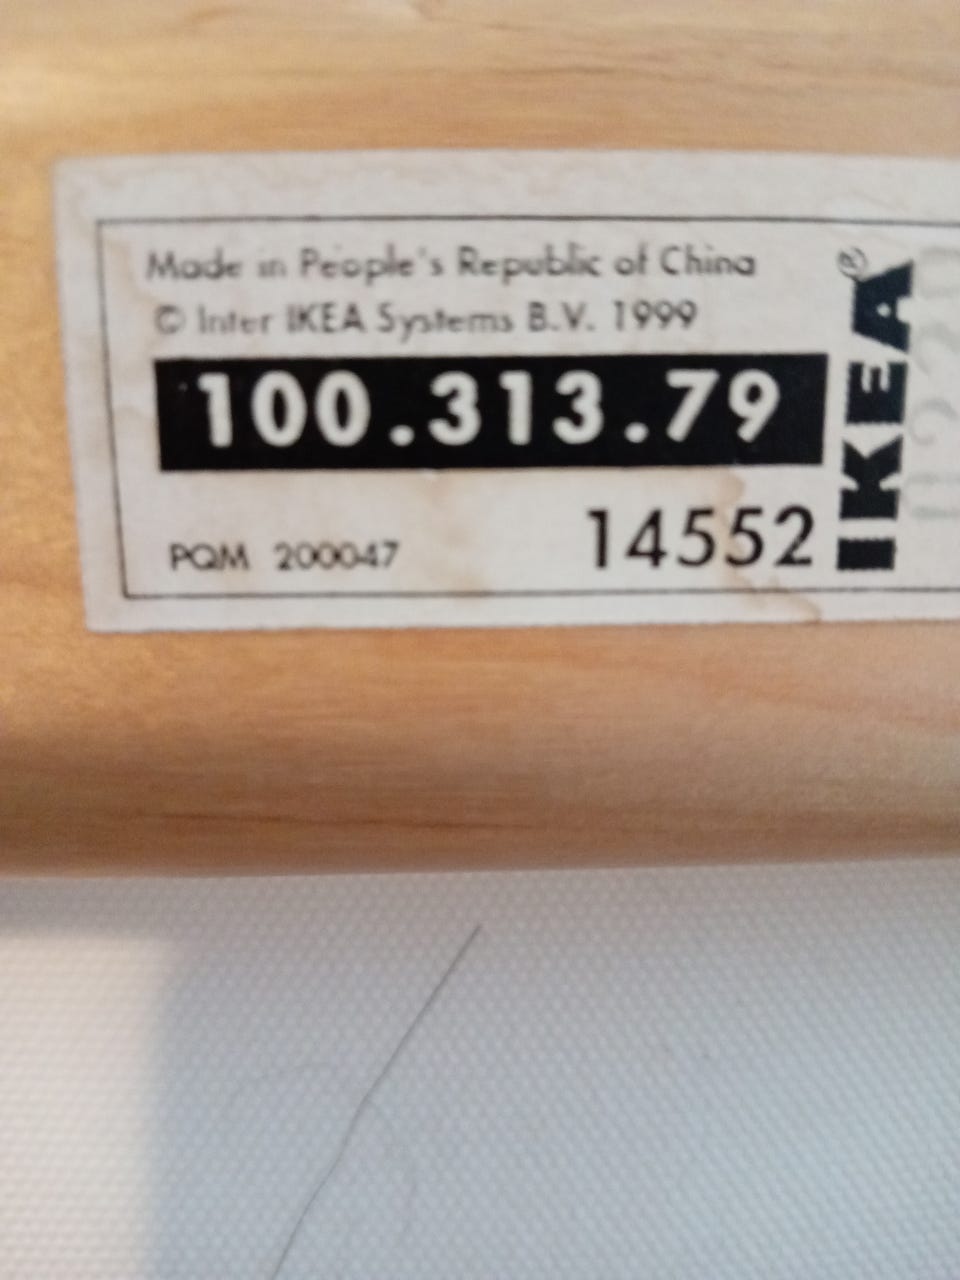 Made in People's Republic of China
© Inter IKEA Systems B.V. 1999
100.313.79
PQM 200047
14552
IKEA®